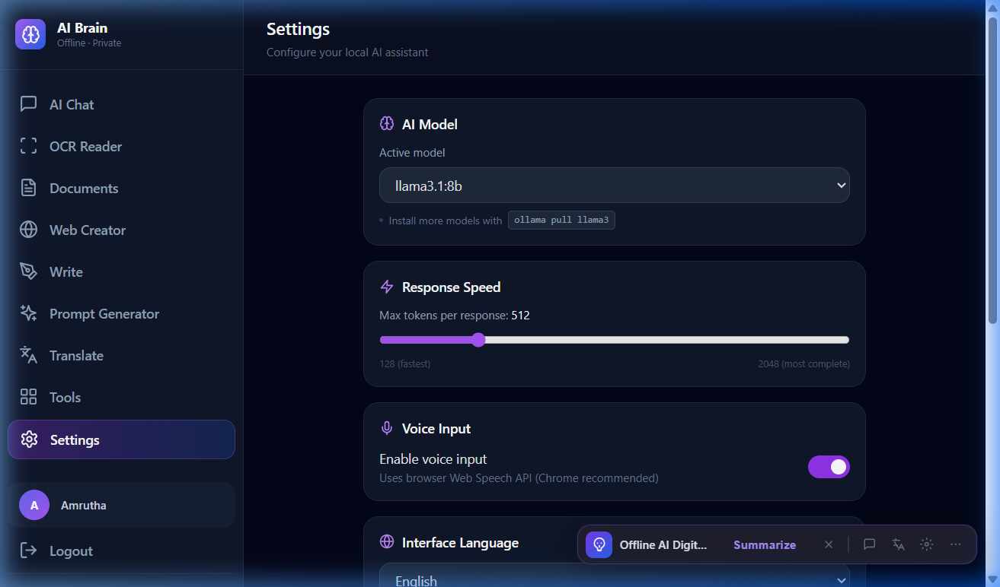 AI Brain
Offline · Private
AI Chat
OCR Reader
Documents
Web Creator
Write
Prompt Generator
Translate
Tools
Settings
A
Amrutha
Logout
Settings
Configure your local AI assistant
AI Model
Active model
llama3.1:8b
Install more models with ollama pull llama3
Response Speed
Max tokens per response: 512
128 (fastest)
2048 (most complete)
Voice Input
Enable voice input
Uses browser Web Speech API (Chrome recommended)
Interface Language
English
Offline AI Digit...
Summarize